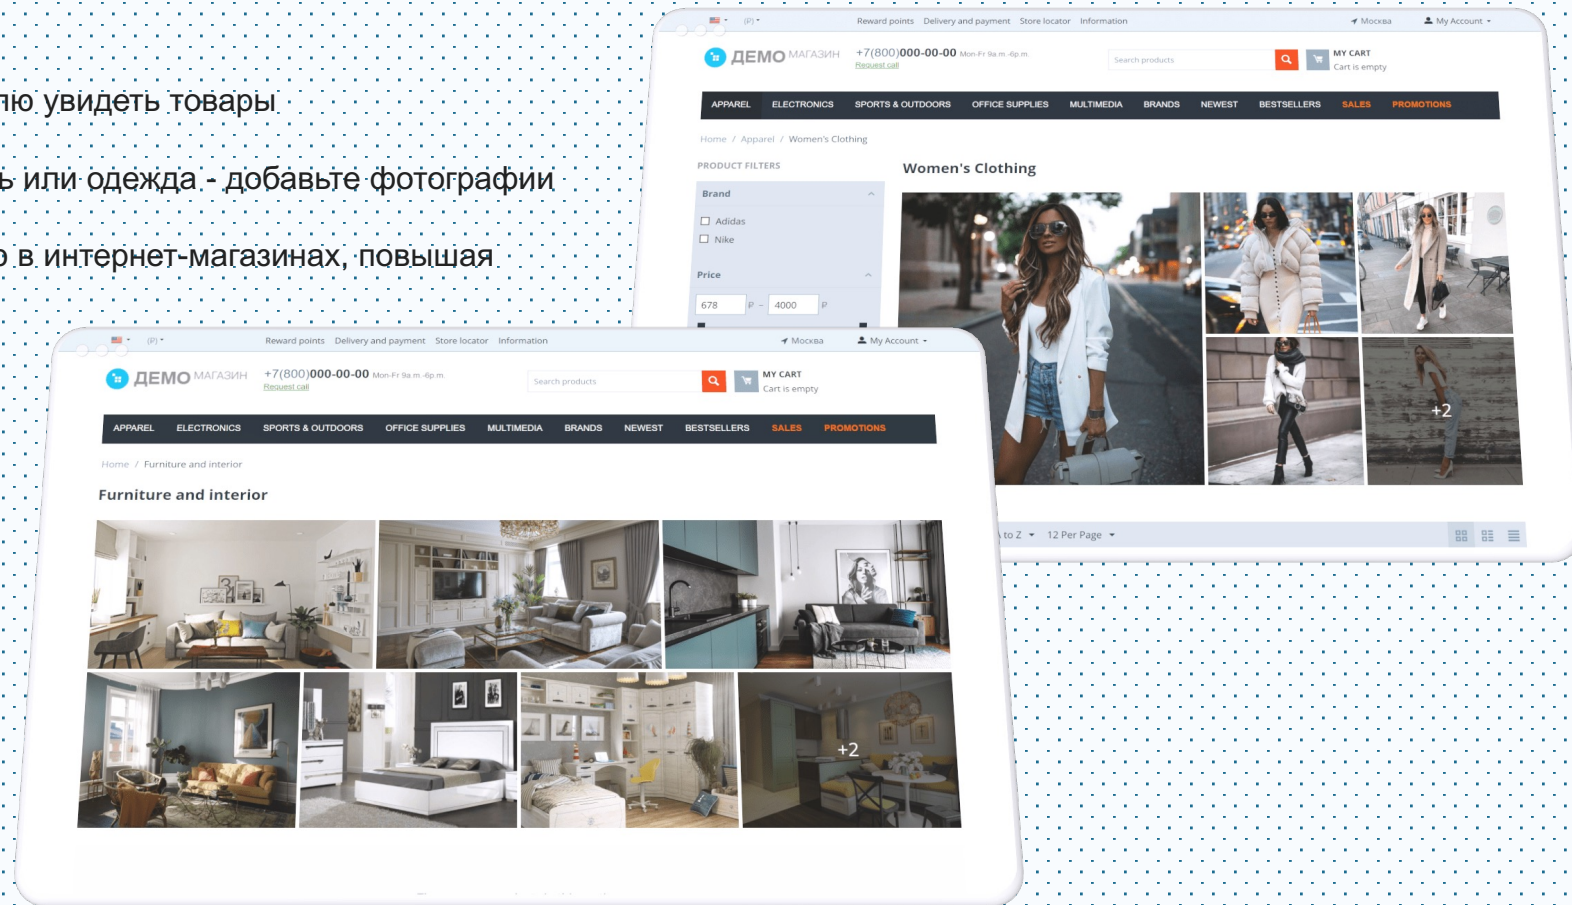 лю увидеть товары
ь или одежда - добавьте фотографии
о в интернет-магазинах, повышая
(₽) Reward points Delivery and payment Store locator Information Москва My Account
ДЕМО МАГАЗИН +7(800)000-00-00 Mon-Fr 9a.m.-6p.m. Search products MY CART
Request call Cart is empty
APPAREL ELECTRONICS SPORTS & OUTDOORS OFFICE SUPPLIES MULTIMEDIA BRANDS NEWEST BESTSELLERS SALES PROMOTIONS
Home / Apparel / Women's Clothing
PRODUCT FILTERS
Women's Clothing
Brand
Adidas
Nike
Price
678 ₽ – 4000 ₽
+2
to Z 12 Per Page
(₽) Reward points Delivery and payment Store locator Information Москва My Account
ДЕМО МАГАЗИН +7(800)000-00-00 Mon-Fr 9a.m.-6p.m. Search products MY CART
Request call Cart is empty
APPAREL ELECTRONICS SPORTS & OUTDOORS OFFICE SUPPLIES MULTIMEDIA BRANDS NEWEST BESTSELLERS SALES PROMOTIONS
Home / Furniture and interior
Furniture and interior
+2